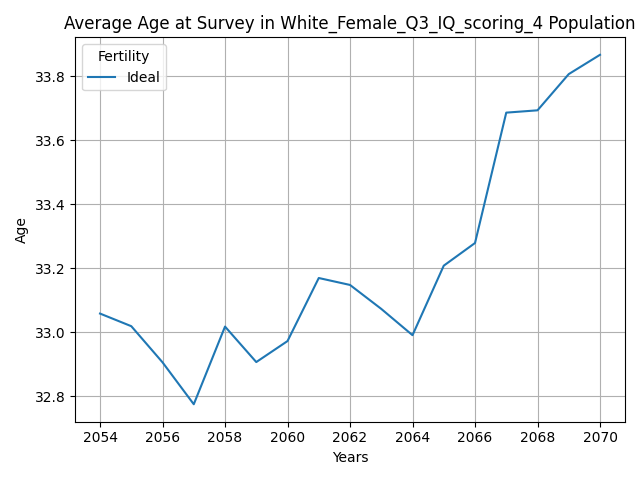 Average Age at Survey in White_Female_Q3_IQ_scoring_4 Population
Fertility
Ideal
33.8
33.6
33.4
33.2
33.0
32.8
Age
2054 2056 2058 2060 2062 2064 2066 2068 2070
Years